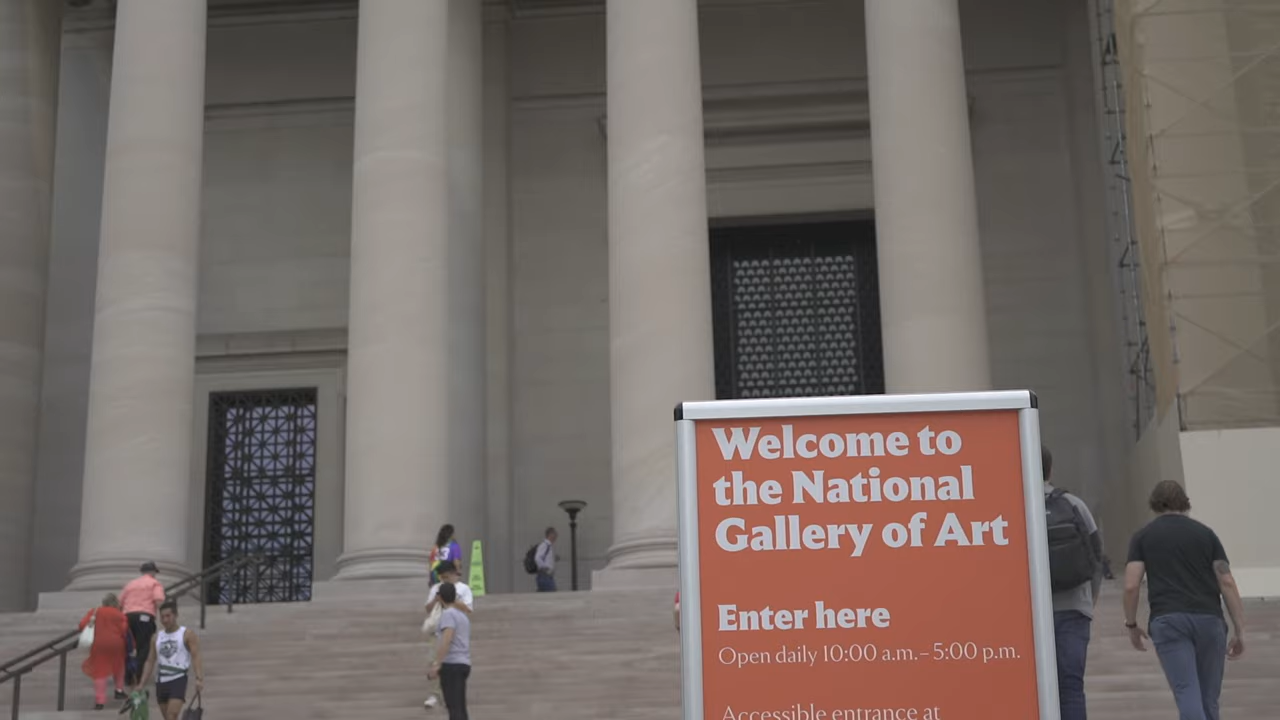 Welcome to
the National
Gallery of Art
Enter here
Open daily 10:00 a.m.–5:00 p.m.
Accessible entrance at